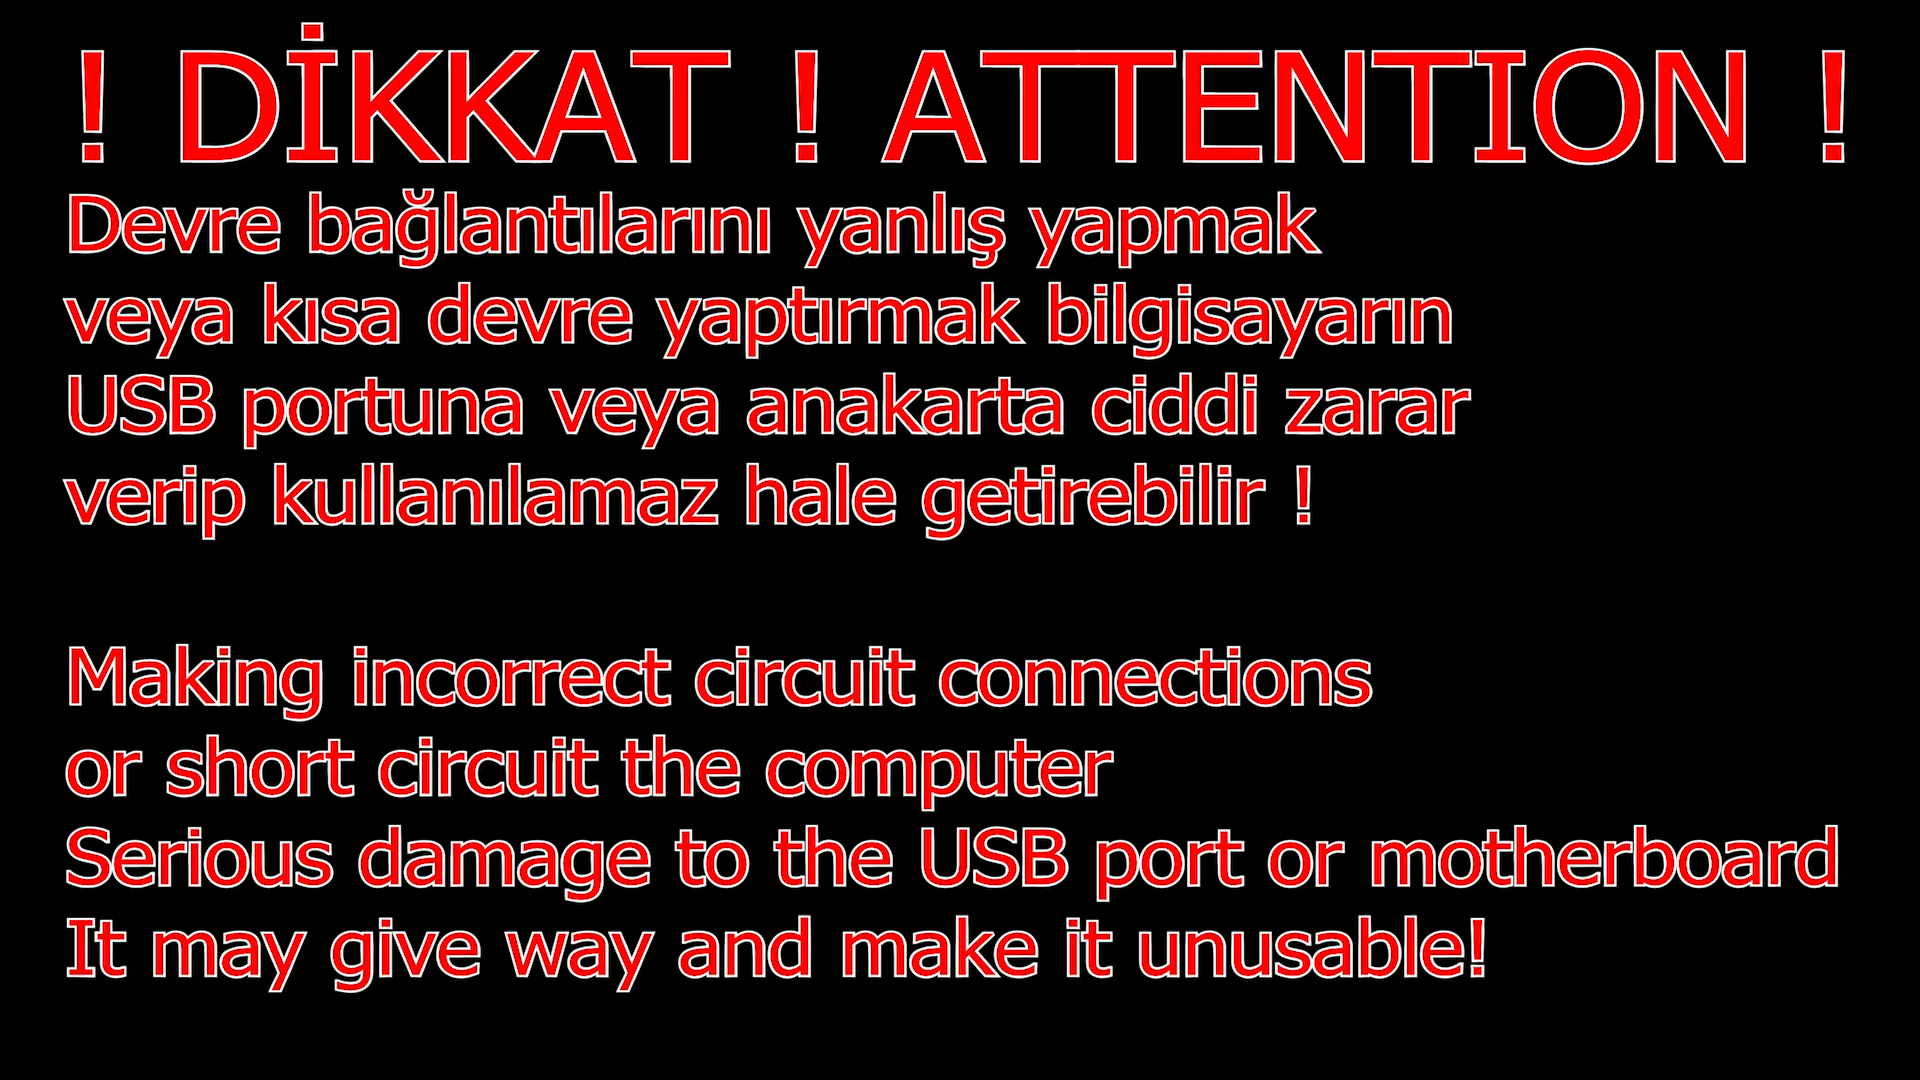 ! DİKKAT ! ATTENTION !
Devre bağlantılarını yanlış yapmak
veya kısa devre yaptırmak bilgisayarın
USB portuna veya anakarta ciddi zarar
verip kullanılamaz hale getirebilir !
Making incorrect circuit connections
or short circuit the computer
Serious damage to the USB port or motherboard
It may give way and make it unusable!